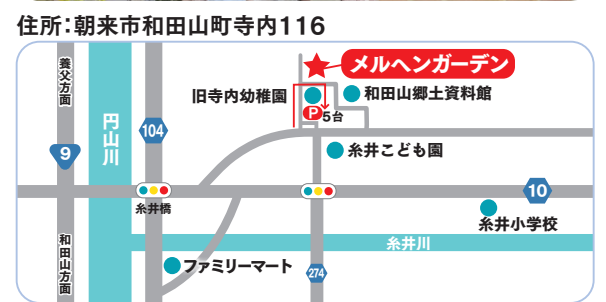 住所:朝来市和田山町寺内116
養父方面
メルヘンガーデン
旧寺内幼稚園
和田山郷土資料館
P 5台
円山川
104
9
糸井こども園
10
糸井橋
糸井小学校
和田山方面
糸井川
ファミリーマート
274